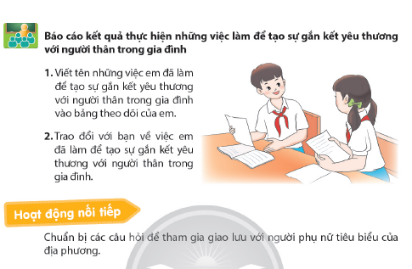 Báo cáo kết quả thực hiện những việc làm để tạo sự gắn kết yêu thương
với người thân trong gia đình
1. Viết tên những việc em đã làm
để tạo sự gắn kết yêu thương
với người thân trong gia đình
vào bảng theo dõi của em.
2. Trao đổi với bạn về việc em
đã làm để tạo sự gắn kết yêu
thương với người thân trong
gia đình.
Hoạt động nối tiếp
Chuẩn bị các câu hỏi để tham gia giao lưu với người phụ nữ tiêu biểu của
địa phương.